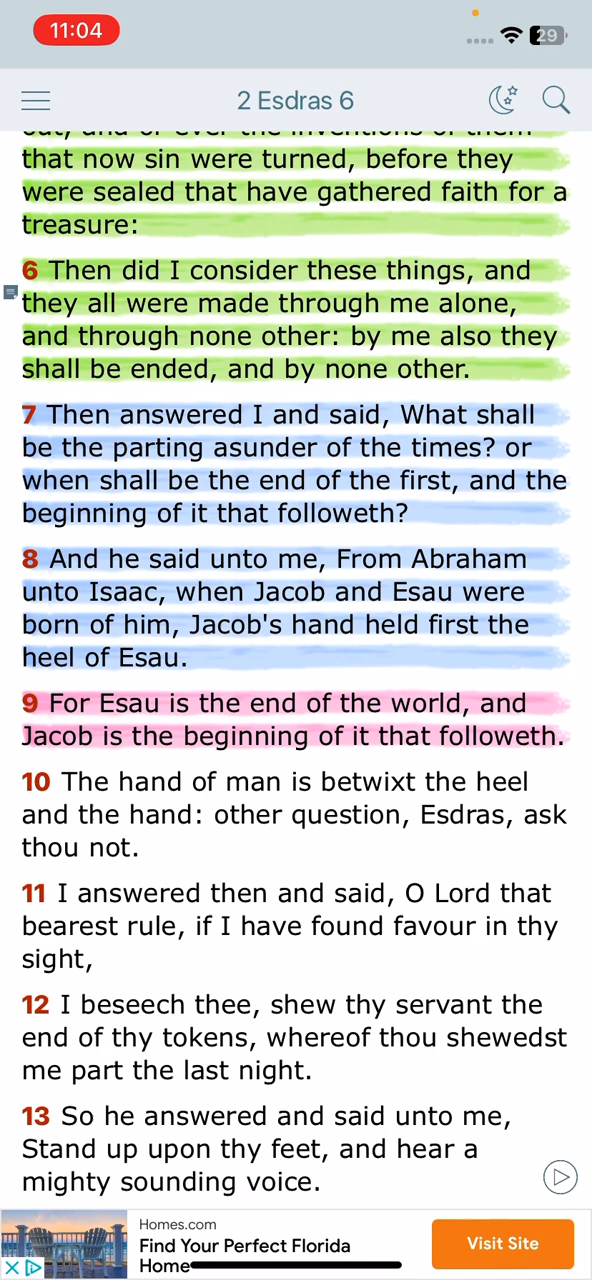 11:04
29
2 Esdras 6
out, and or ever the inventions of them
that now sin were turned, before they
were sealed that have gathered faith for a
treasure:
6 Then did I consider these things, and
they all were made through me alone,
and through none other: by me also they
shall be ended, and by none other.
7 Then answered I and said, What shall
be the parting asunder of the times? or
when shall be the end of the first, and the
beginning of it that followeth?
8 And he said unto me, From Abraham
unto Isaac, when Jacob and Esau were
born of him, Jacob's hand held first the
heel of Esau.
9 For Esau is the end of the world, and
Jacob is the beginning of it that followeth.
10 The hand of man is betwixt the heel
and the hand: other question, Esdras, ask
thou not.
11 I answered then and said, O Lord that
bearest rule, if I have found favour in thy
sight,
12 I beseech thee, shew thy servant the
end of thy tokens, whereof thou shewedst
me part the last night.
13 So he answered and said unto me,
Stand up upon thy feet, and hear a
mighty sounding voice.
Homes.com
Find Your Perfect Florida
Home
Visit Site